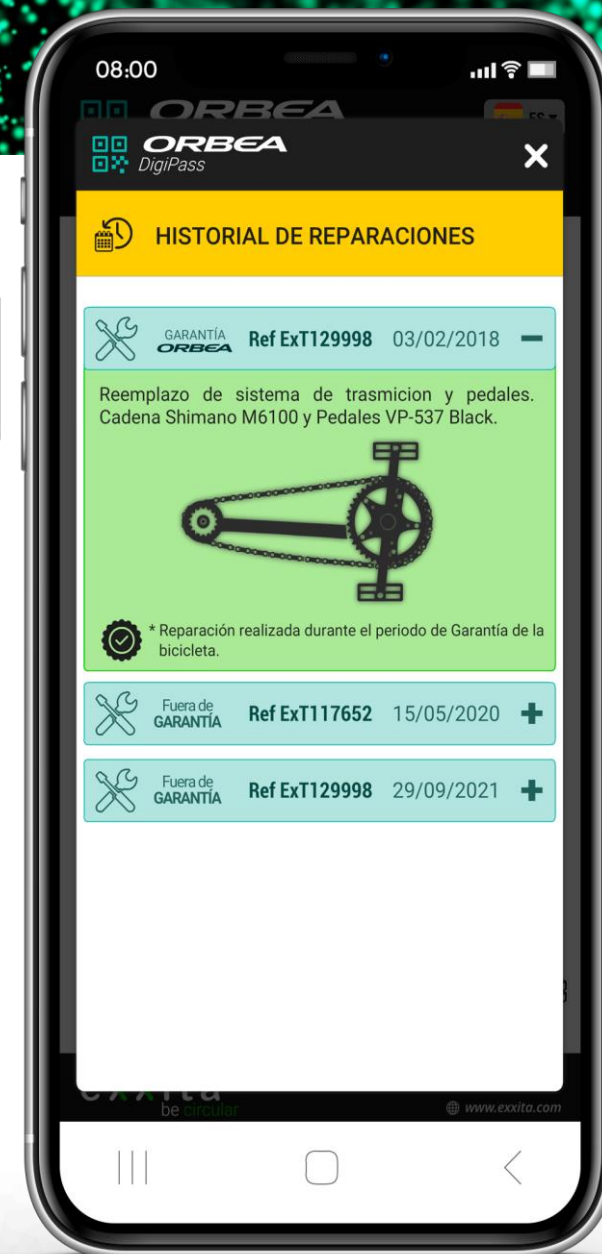 08:00
ORBEA
ES
ORBEA
DigiPass
HISTORIAL DE REPARACIONES
GARANTÍA
ORBEA
Ref ExT129998
03/02/2018
Reemplazo de sistema de trasmicion y pedales.
Cadena Shimano M6100 y Pedales VP-537 Black.
* Reparación realizada durante el periodo de Garantía de la
bicicleta.
Fuera de
GARANTÍA
Ref ExT117652
15/05/2020
Fuera de
GARANTÍA
Ref ExT129998
29/09/2021
exxita
be circular
www.exxita.com